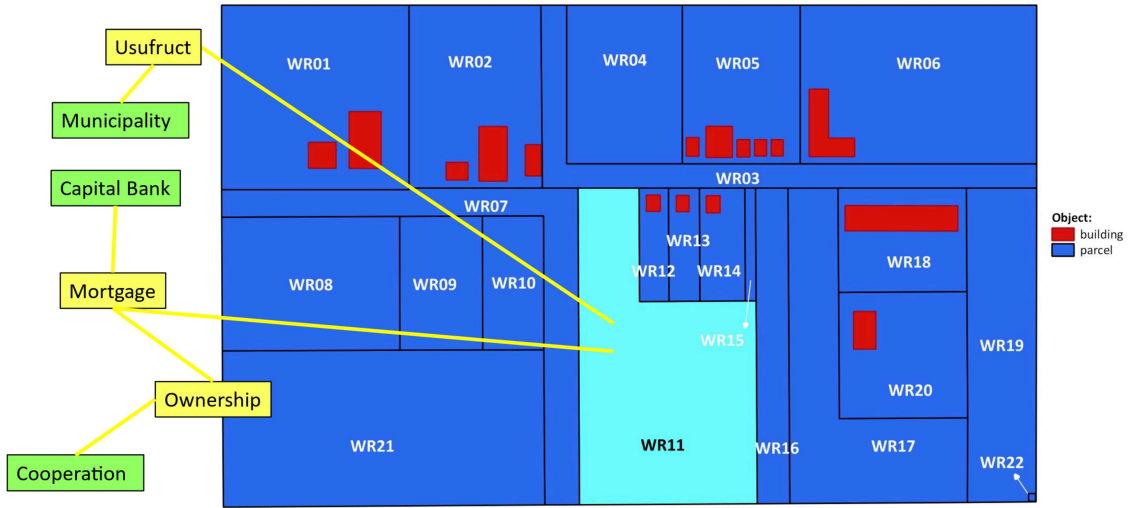 Usufruct
Municipality
Capital Bank
Mortgage
Ownership
Cooperation
WR01
WR02
WR04
WR05
WR06
WR03
WR07
WR08
WR09
WR10
WR12
WR13
WR14
WR15
WR18
WR19
WR20
WR21
WR11
WR16
WR17
WR22
Object:
building
parcel